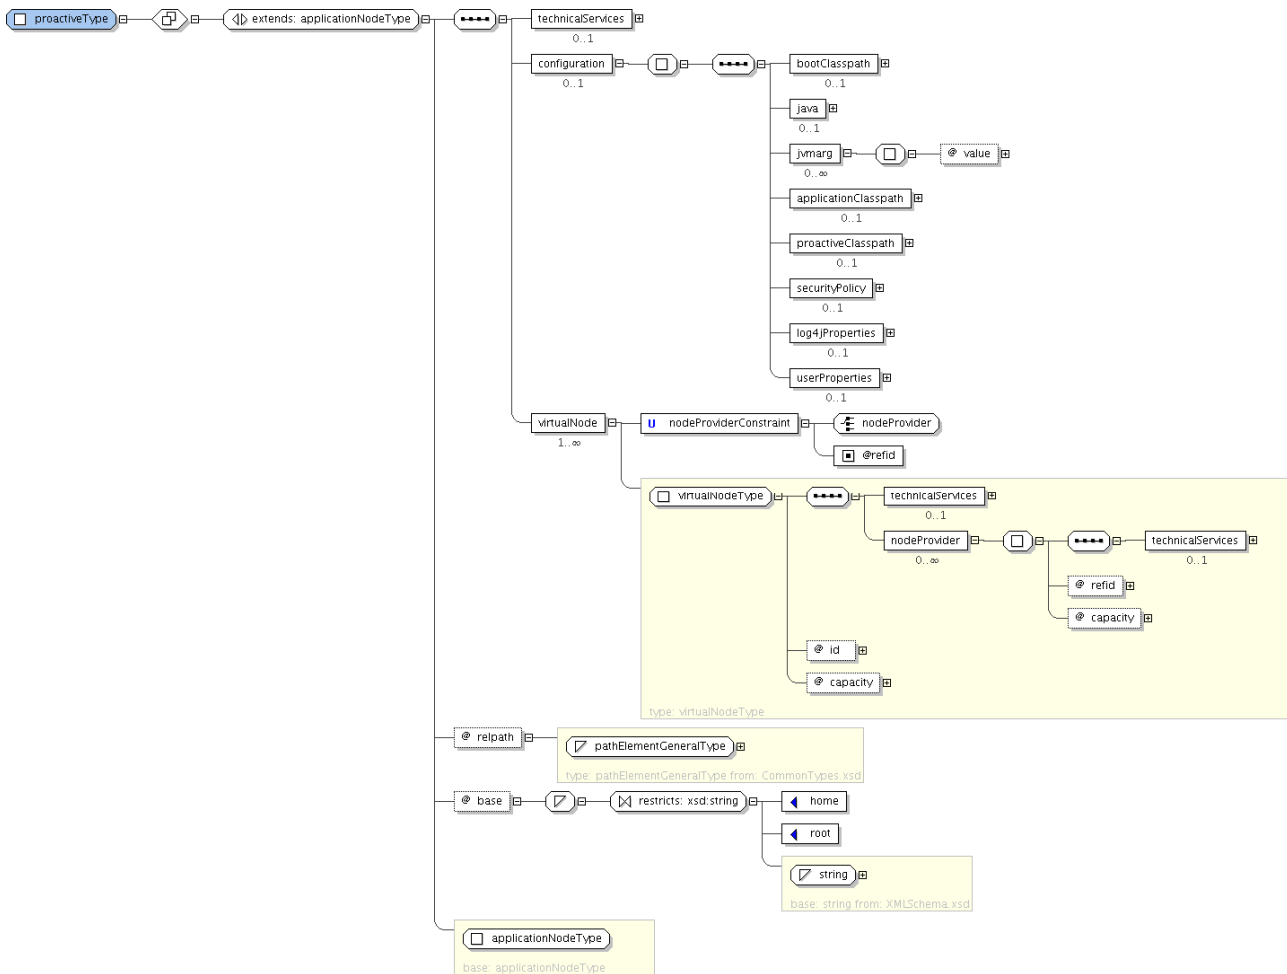 proactiveType
extends: applicationNodeType
technicalServices
0..1
configuration
0..1
bootClasspath
0..1
java
0..1
jvmarg
0..∞
@ value
applicationClasspath
0..1
proactiveClasspath
0..1
securityPolicy
0..1
log4jProperties
0..1
userProperties
0..1
virtualNode
1..∞
U nodeProviderConstraint
nodeProvider
@refid
virtualNodeType
technicalServices
0..1
nodeProvider
0..∞
technicalServices
0..1
@ refid
@ capacity
@ id
@ capacity
type: virtualNodeType
@ relpath
pathElementGeneralType
type: pathElementGeneralType from: CommonTypes.xsd
@ base
restricts: xsd:string
home
root
string
base: string from: XMLSchema.xsd
applicationNodeType
base: applicationNodeType